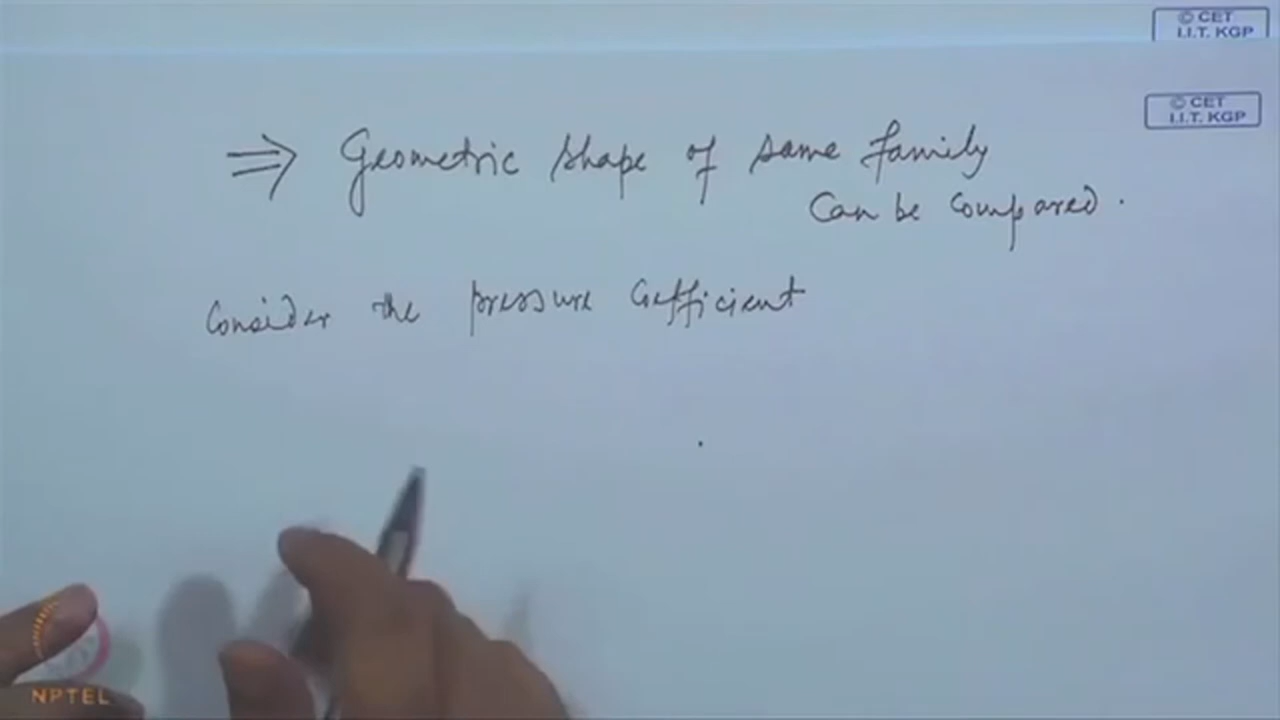 © CET
I.I.T. KGP
© CET
I.I.T. KGP
⇒ Geometric shape of same family
can be compared.
Consider the pressure coefficient
NPTEL